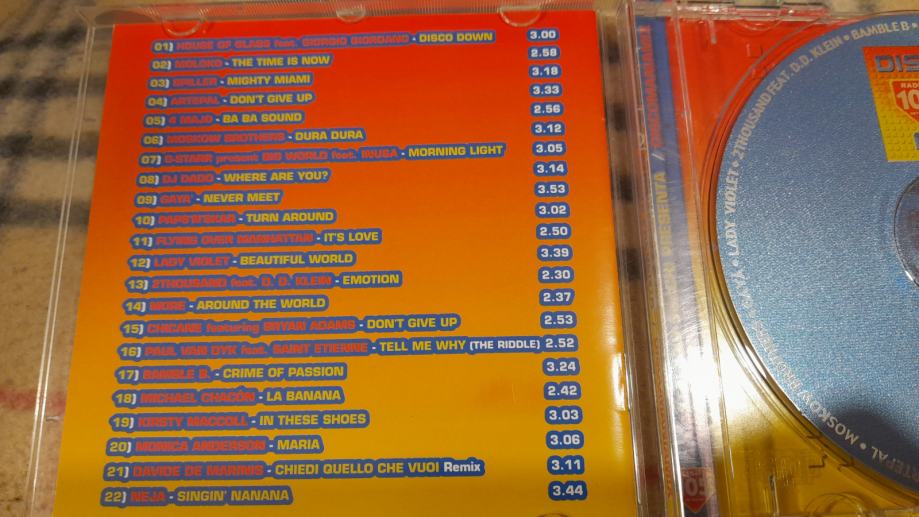 01) HOUSE OF GLASS feat. GIORGIO GIORDANO - DISCO DOWN 3.00
02) MOLOKO - THE TIME IS NOW 2.58
03) SPILLER - MIGHTY MIAMI 3.18
04) ARTEPAL - DON'T GIVE UP 3.33
05) 4 MAJO - BA BA SOUND 2.56
06) MOSKOW BROTHERS - DURA DURA 3.12
07) G-STARR present BIG WORLD feat. INUSA - MORNING LIGHT 3.05
08) DJ DADO - WHERE ARE YOU? 3.14
09) GAYA' - NEVER MEET 3.53
10) PAPS'N'SKAR - TURN AROUND 3.02
11) FLYING OVER MANHATTAN - IT'S LOVE 2.50
12) LADY VIOLET - BEAUTIFUL WORLD 3.39
13) 2THOUSAND feat. D. D. KLEIN - EMOTION 2.30
14) MORE - AROUND THE WORLD 2.37
15) CHICANE featuring BRYAN ADAMS - DON'T GIVE UP 2.53
16) PAUL VAN DYK feat. SAINT ETIENNE - TELL ME WHY (THE RIDDLE) 2.52
17) BAMBLE B. - CRIME OF PASSION 3.24
18) MICHAEL CHACÓN - LA BANANA 2.42
19) KIRSTY MACCOLL - IN THESE SHOES 3.03
20) MONICA ANDERSON - MARIA 3.06
21) DAVIDE DE MARINIS - CHIEDI QUELLO CHE VUOI Remix 3.11
22) NEJA - SINGIN' NANANA 3.44
PRESENTA /
TEPAL • MOSKOW
LADY VIOLET • 2THOUSAND FEAT. D.D. KLEIN • BAMBLE B •
DIS
10